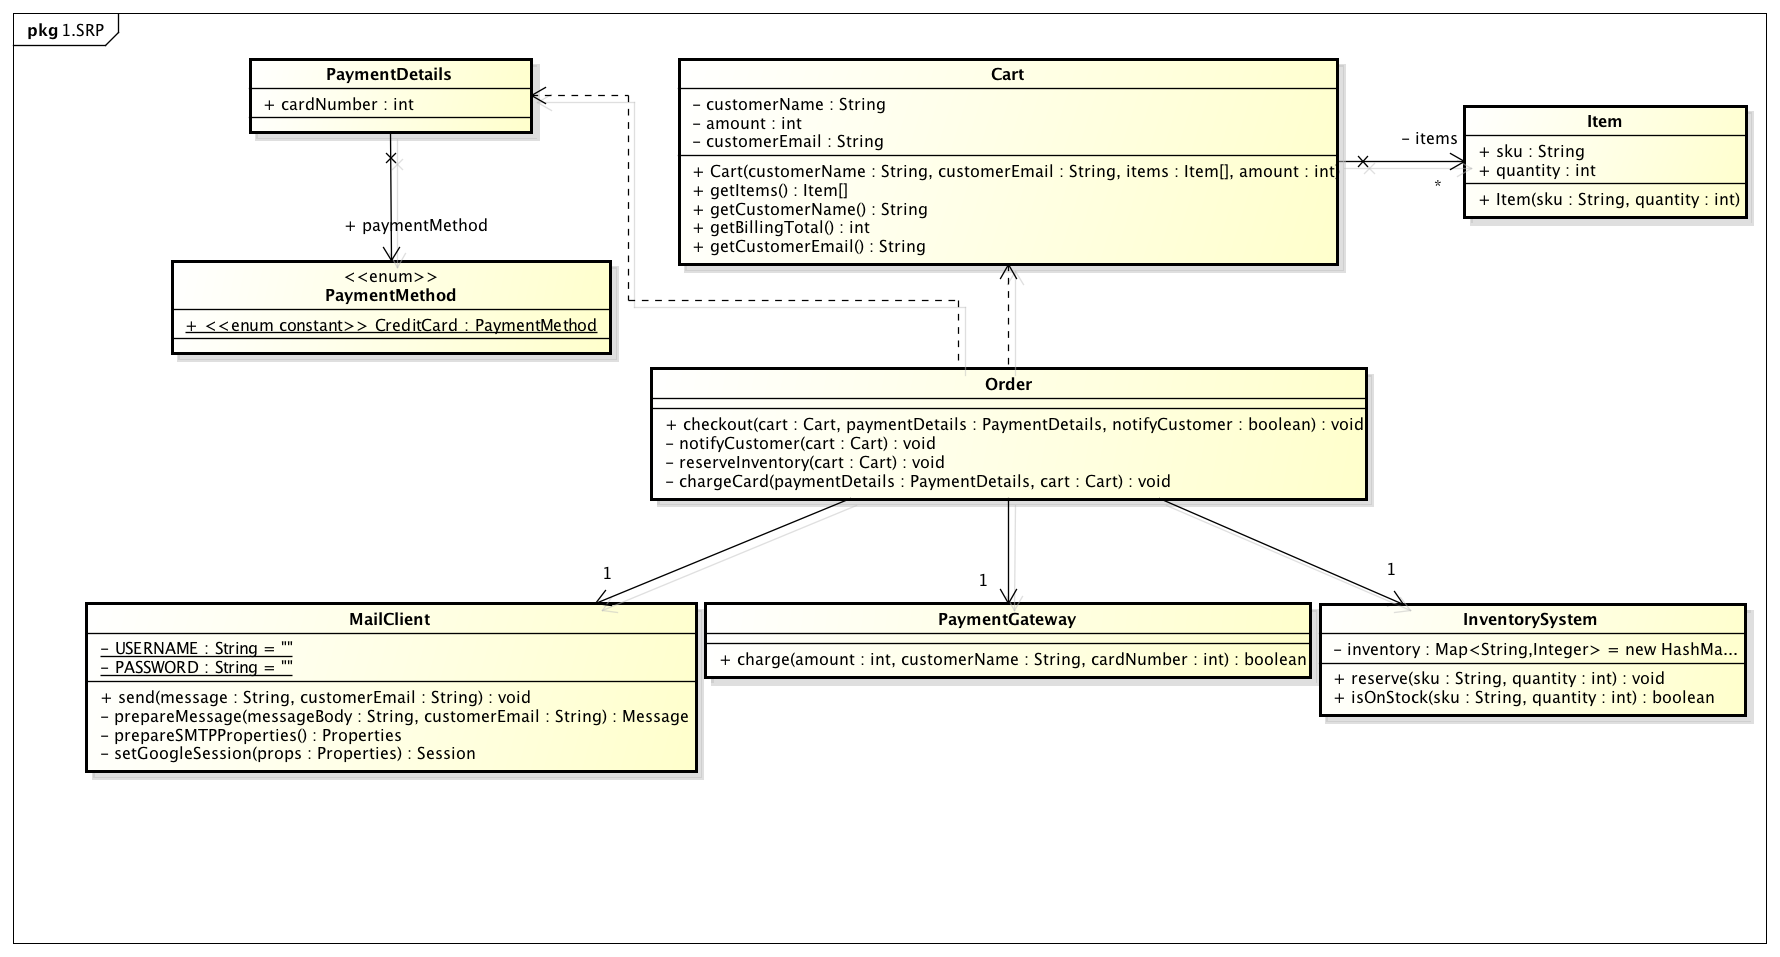 pkg 1.SRP
PaymentDetails
+ cardNumber : int
+ paymentMethod
<<enum>>
PaymentMethod
+ <<enum constant>> CreditCard : PaymentMethod
Cart
- customerName : String
- amount : int
- customerEmail : String
+ Cart(customerName : String, customerEmail : String, items : Item[], amount : int
+ getItems() : Item[]
+ getCustomerName() : String
+ getBillingTotal() : int
+ getCustomerEmail() : String
- items
*
Item
+ sku : String
+ quantity : int
+ Item(sku : String, quantity : int)
Order
+ checkout(cart : Cart, paymentDetails : PaymentDetails, notifyCustomer : boolean) : void
- notifyCustomer(cart : Cart) : void
- reserveInventory(cart : Cart) : void
- chargeCard(paymentDetails : PaymentDetails, cart : Cart) : void
1
1
1
MailClient
- USERNAME : String = ""
- PASSWORD : String = ""
+ send(message : String, customerEmail : String) : void
- prepareMessage(messageBody : String, customerEmail : String) : Message
- prepareSMTPProperties() : Properties
- setGoogleSession(props : Properties) : Session
PaymentGateway
+ charge(amount : int, customerName : String, cardNumber : int) : boolean
InventorySystem
- inventory : Map<String,Integer> = new HashMa...
+ reserve(sku : String, quantity : int) : void
+ isOnStock(sku : String, quantity : int) : boolean